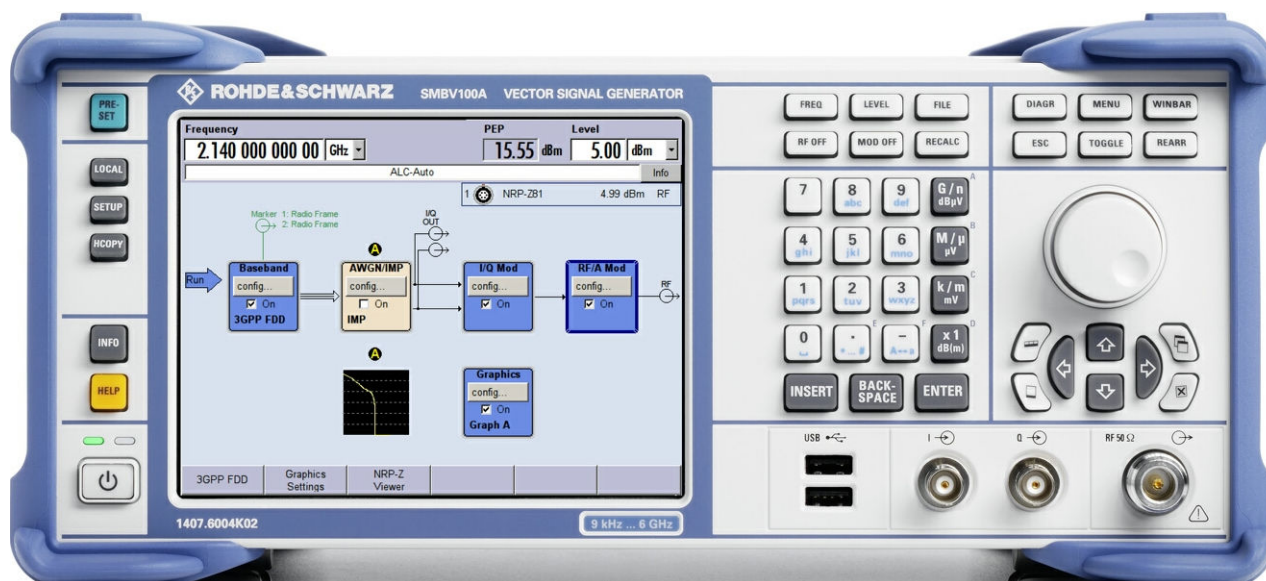 ROHDE&SCHWARZ SMBV100A VECTOR SIGNAL GENERATOR
PRE-
SET
LOCAL
SETUP
HCOPY
INFO
HELP
Frequency PEP Level
2.140 000 000 00 GHz 15.55 dBm 5.00 dBm
ALC-Auto Info
1 NRP-Z81 4.99 dBm RF
Marker 1: Radio Frame
2: Radio Frame
I/Q
OUT
A
Run
Baseband AWGN/IMP I/Q Mod RF/A Mod
config... config... config... config...
On On On On
3GPP FDD IMP
RF
A
Graphics
config...
On
Graph A
3GPP FDD Graphics NRP-Z
Settings Viewer
1407.6004K02 9 kHz ... 6 GHz
FREQ LEVEL FILE DIAGR MENU WINBAR
RF OFF MOD OFF RECALC ESC TOGGLE REARR
7 8 9 G/n A
abc def dBµV
4 5 6 M/µ B
ghi jkl mno µV
1 2 3 k/m C
pqrs tuv wxyz mV
0 . E - F x1 D
*...# A↔a dB(m)
INSERT BACK- ENTER
SPACE
USB I Q RF 50 Ω